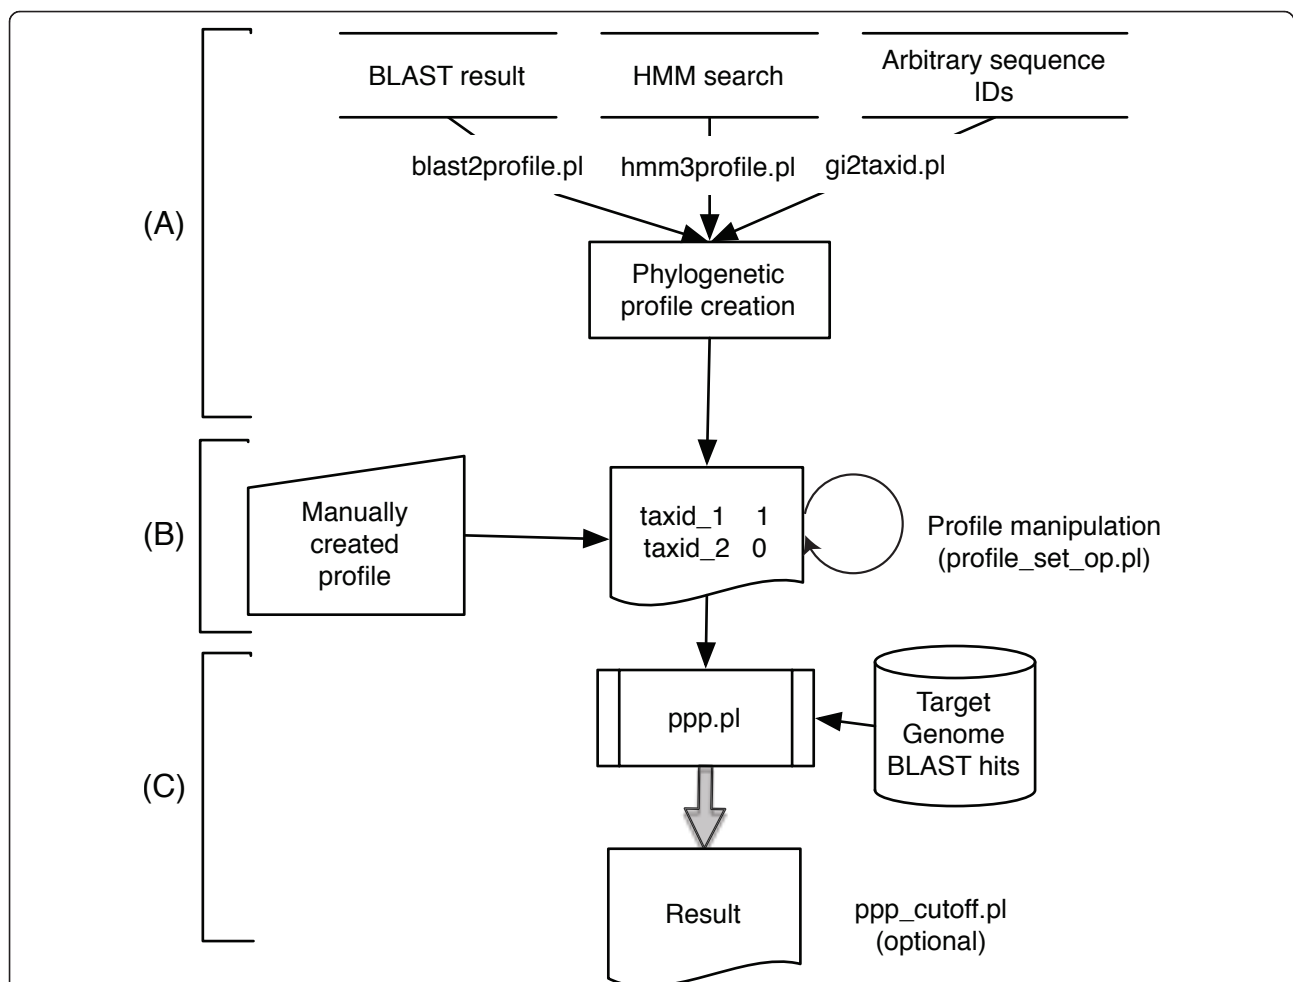 BLAST result
HMM search
Arbitrary sequence
IDs
blast2profile.pl
hmm3profile.pl
gi2taxid.pl
(A)
Phylogenetic
profile creation
(B)
Manually
created
profile
taxid_1 1
taxid_2 0
Profile manipulation
(profile_set_op.pl)
(C)
ppp.pl
Target
Genome
BLAST hits
Result
ppp_cutoff.pl
(optional)